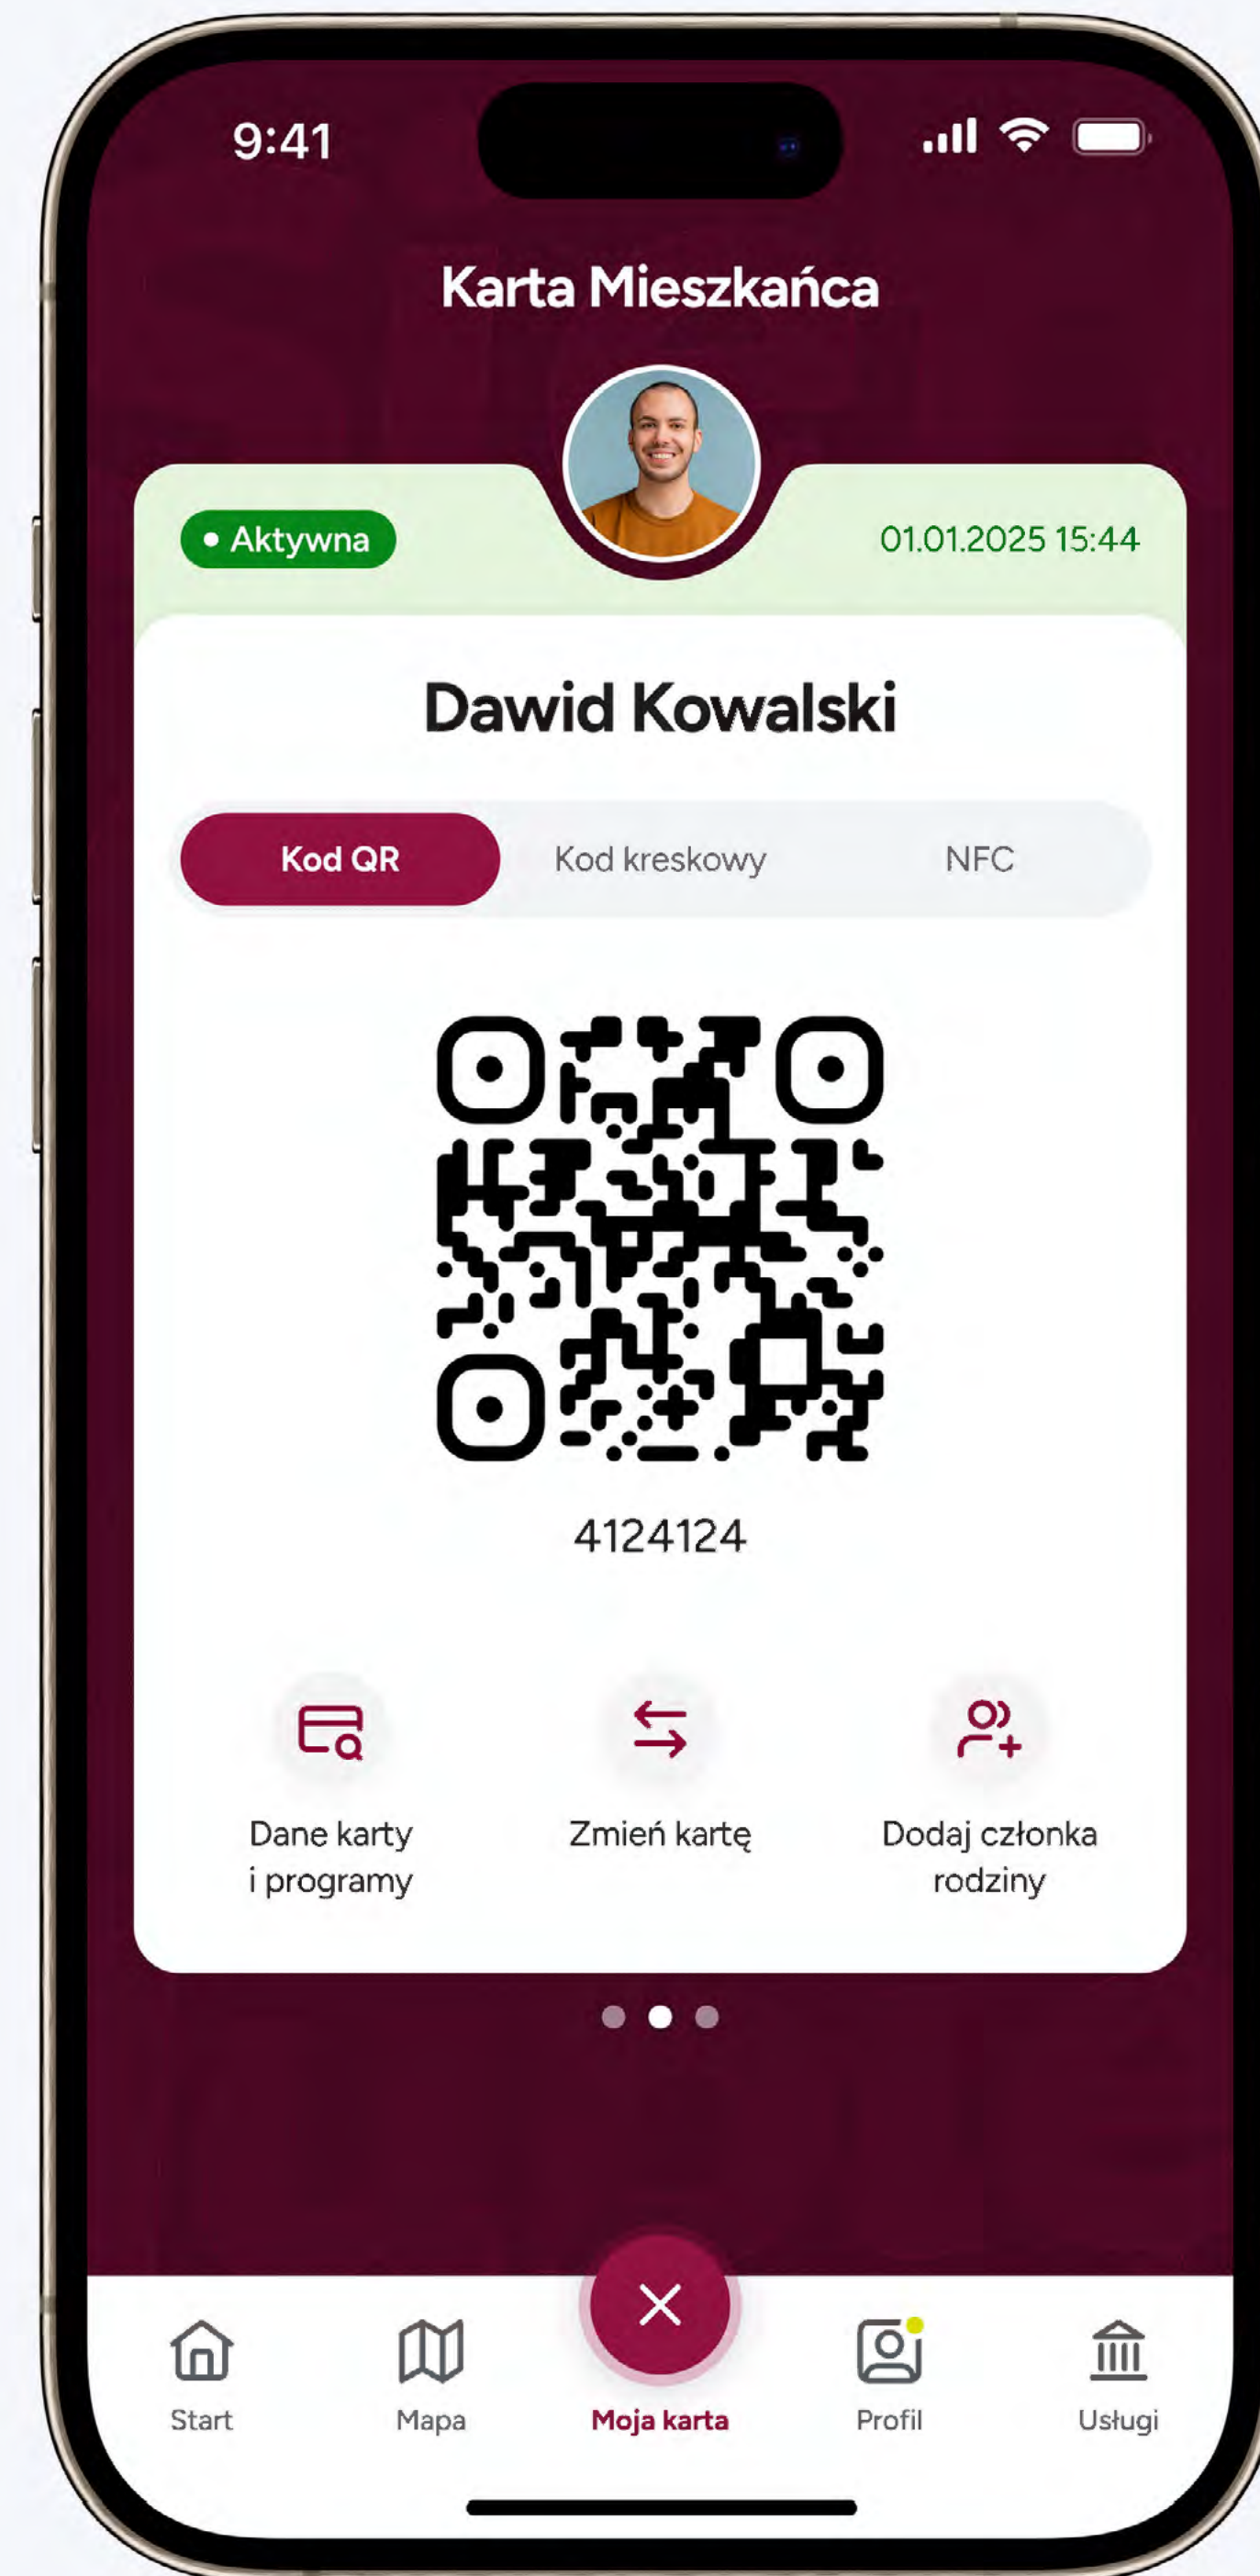 9:41
Karta Mieszkańca
Aktywna
01.01.2025 15:44
Dawid Kowalski
Kod QR
Kod kreskowy
NFC
4124124
Dane karty
i programy
Zmień kartę
Dodaj członka
rodziny
Start
Mapa
Moja karta
Profil
Usługi